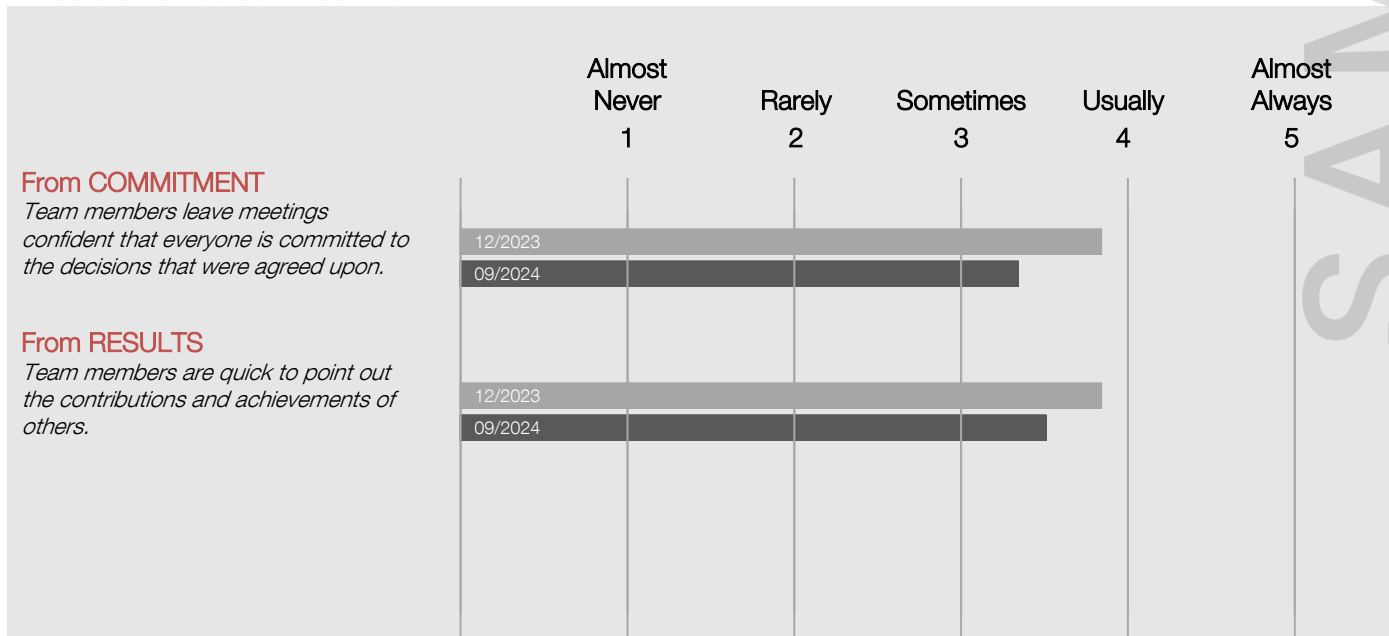 Almost
Never
Rarely
Sometimes
Usually
Almost
Always
1
2
3
4
5
From COMMITMENT
Team members leave meetings
confident that everyone is committed to
the decisions that were agreed upon.
12/2023
09/2024
From RESULTS
Team members are quick to point out
the contributions and achievements of
others.
12/2023
09/2024
SA